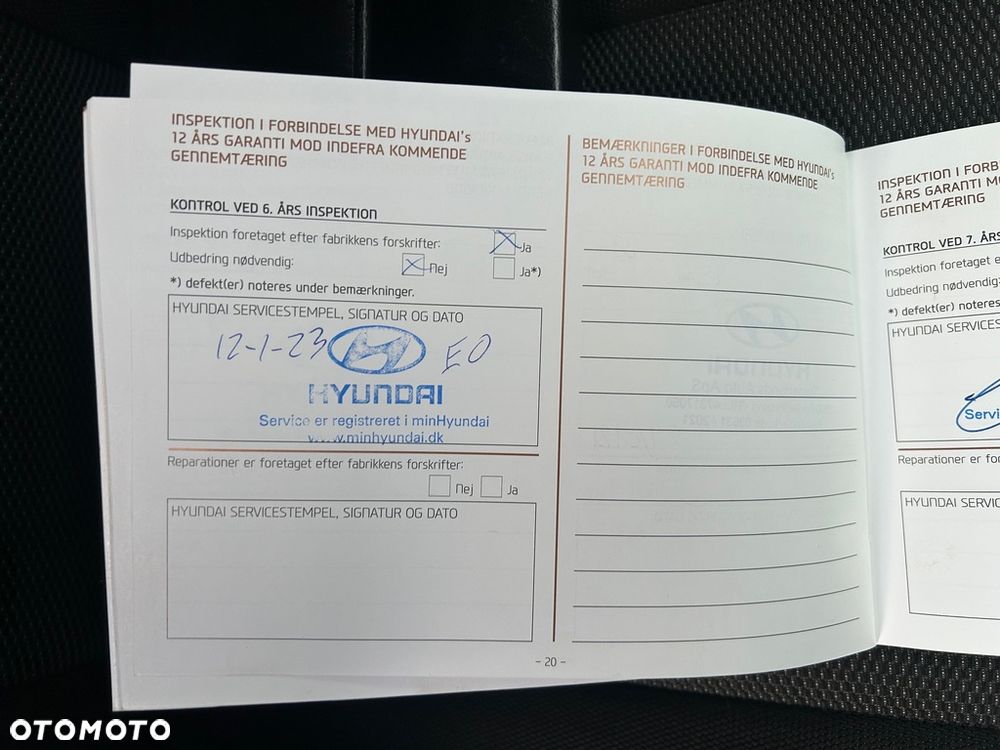 INSPEKTION I FORBINDELSE MED HYUNDAI's
12 ÅRS GARANTI MOD INDEFRA KOMMENDE
GENNEMTÆRING
KONTROL VED 6. ÅRS INSPEKTION
Inspektion foretaget efter fabrikkens forskrifter:
Ja
Udbedring nødvendig:
Nej
Ja*)
*) defekt(er) noteres under bemærkninger.
HYUNDAI SERVICESTEMPEL, SIGNATUR OG DATO
12-1-23
EO
HYUNDAI
Service er registreret i minHyundai
www.minhyundai.dk
Reparationer er foretaget efter fabrikkens forskrifter:
Nej
Ja
HYUNDAI SERVICESTEMPEL, SIGNATUR OG DATO
- 20 -
BEMÆRKNINGER I FORBINDELSE MED HYUNDAI's
12 ÅRS GARANTI MOD INDEFRA KOMMENDE
GENNEMTÆRING
INSPEKTION I FORB
12 ÅRS GARANTI M
GENNEMTÆRING
KONTROL VED 7. ÅRS
Inspektion foretaget e
Udbedring nødvendig:
*) defekt(er) noteres
HYUNDAI SERVICES
Servi
Reparationer er for
HYUNDAI SERVIC
OTOMOTO